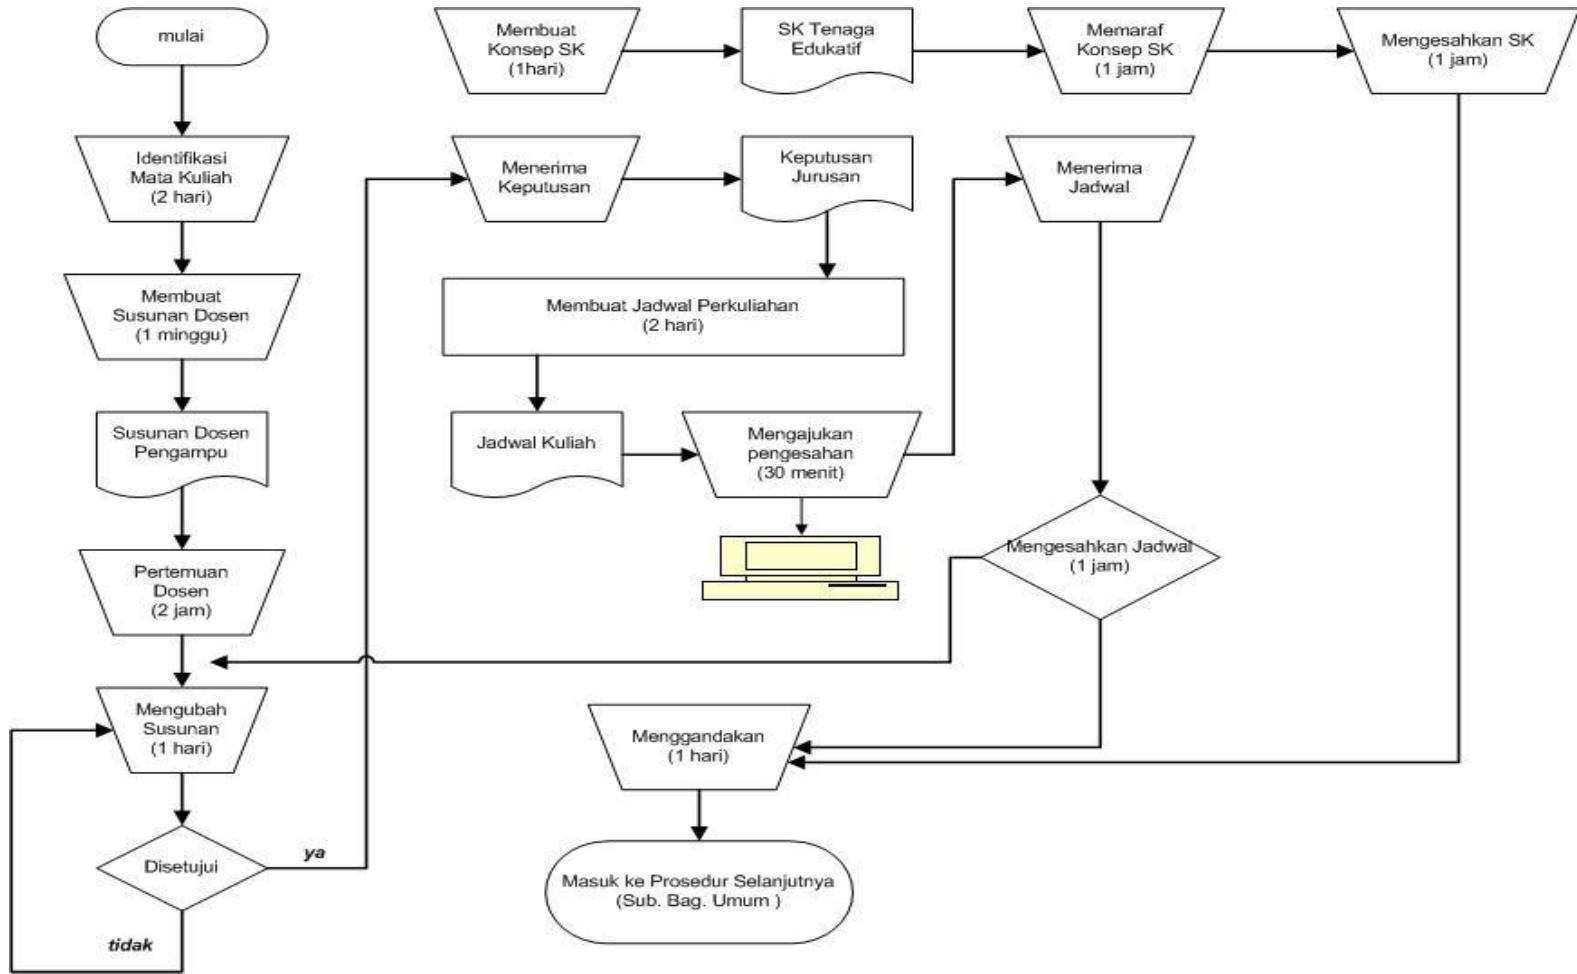 mulai
Identifikasi
Mata Kuliah
(2 hari)
Membuat
Susunan Dosen
(1 minggu)
Susunan Dosen
Pengampu
Pertemuan
Dosen
(2 jam)
Mengubah
Susunan
(1 hari)
Disetujui
ya
tidak
Membuat
Konsep SK
(1hari)
SK Tenaga
Edukatif
Memaraf
Konsep SK
(1 jam)
Mengesahkan SK
(1 jam)
Menerima
Keputusan
Keputusan
Jurusan
Menerima
Jadwal
Membuat Jadwal Perkuliahan
(2 hari)
Jadwal Kuliah
Mengajukan
pengesahan
(30 menit)
Mengesahkan Jadwal
(1 jam)
Menggandakan
(1 hari)
Masuk ke Prosedur Selanjutnya
(Sub. Bag. Umum )